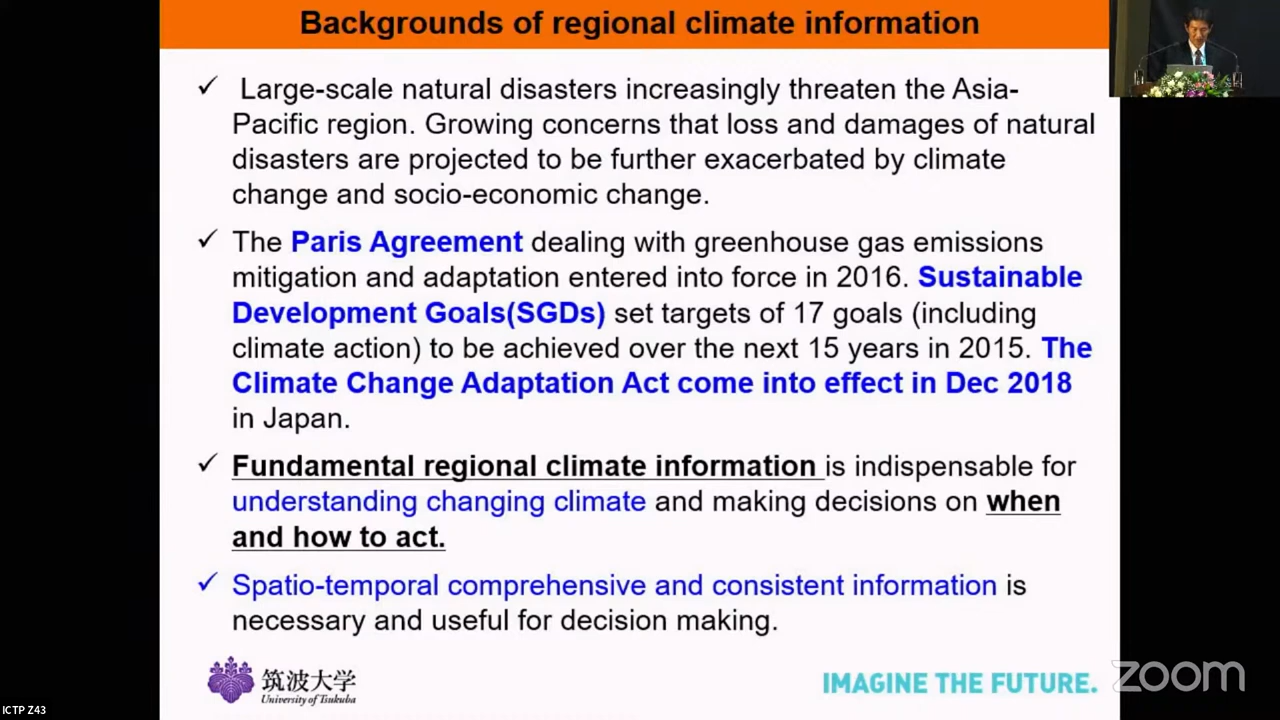 Backgrounds of regional climate information
✓ Large-scale natural disasters increasingly threaten the Asia-
Pacific region. Growing concerns that loss and damages of natural
disasters are projected to be further exacerbated by climate
change and socio-economic change.
✓ The Paris Agreement dealing with greenhouse gas emissions
mitigation and adaptation entered into force in 2016. Sustainable
Development Goals(SGDs) set targets of 17 goals (including
climate action) to be achieved over the next 15 years in 2015. The
Climate Change Adaptation Act come into effect in Dec 2018
in Japan.
✓ Fundamental regional climate information is indispensable for
understanding changing climate and making decisions on when
and how to act.
✓ Spatio-temporal comprehensive and consistent information is
necessary and useful for decision making.
筑波大学
University of Tsukuba
IMAGINE THE FUTURE.
zoom
ICTP Z43